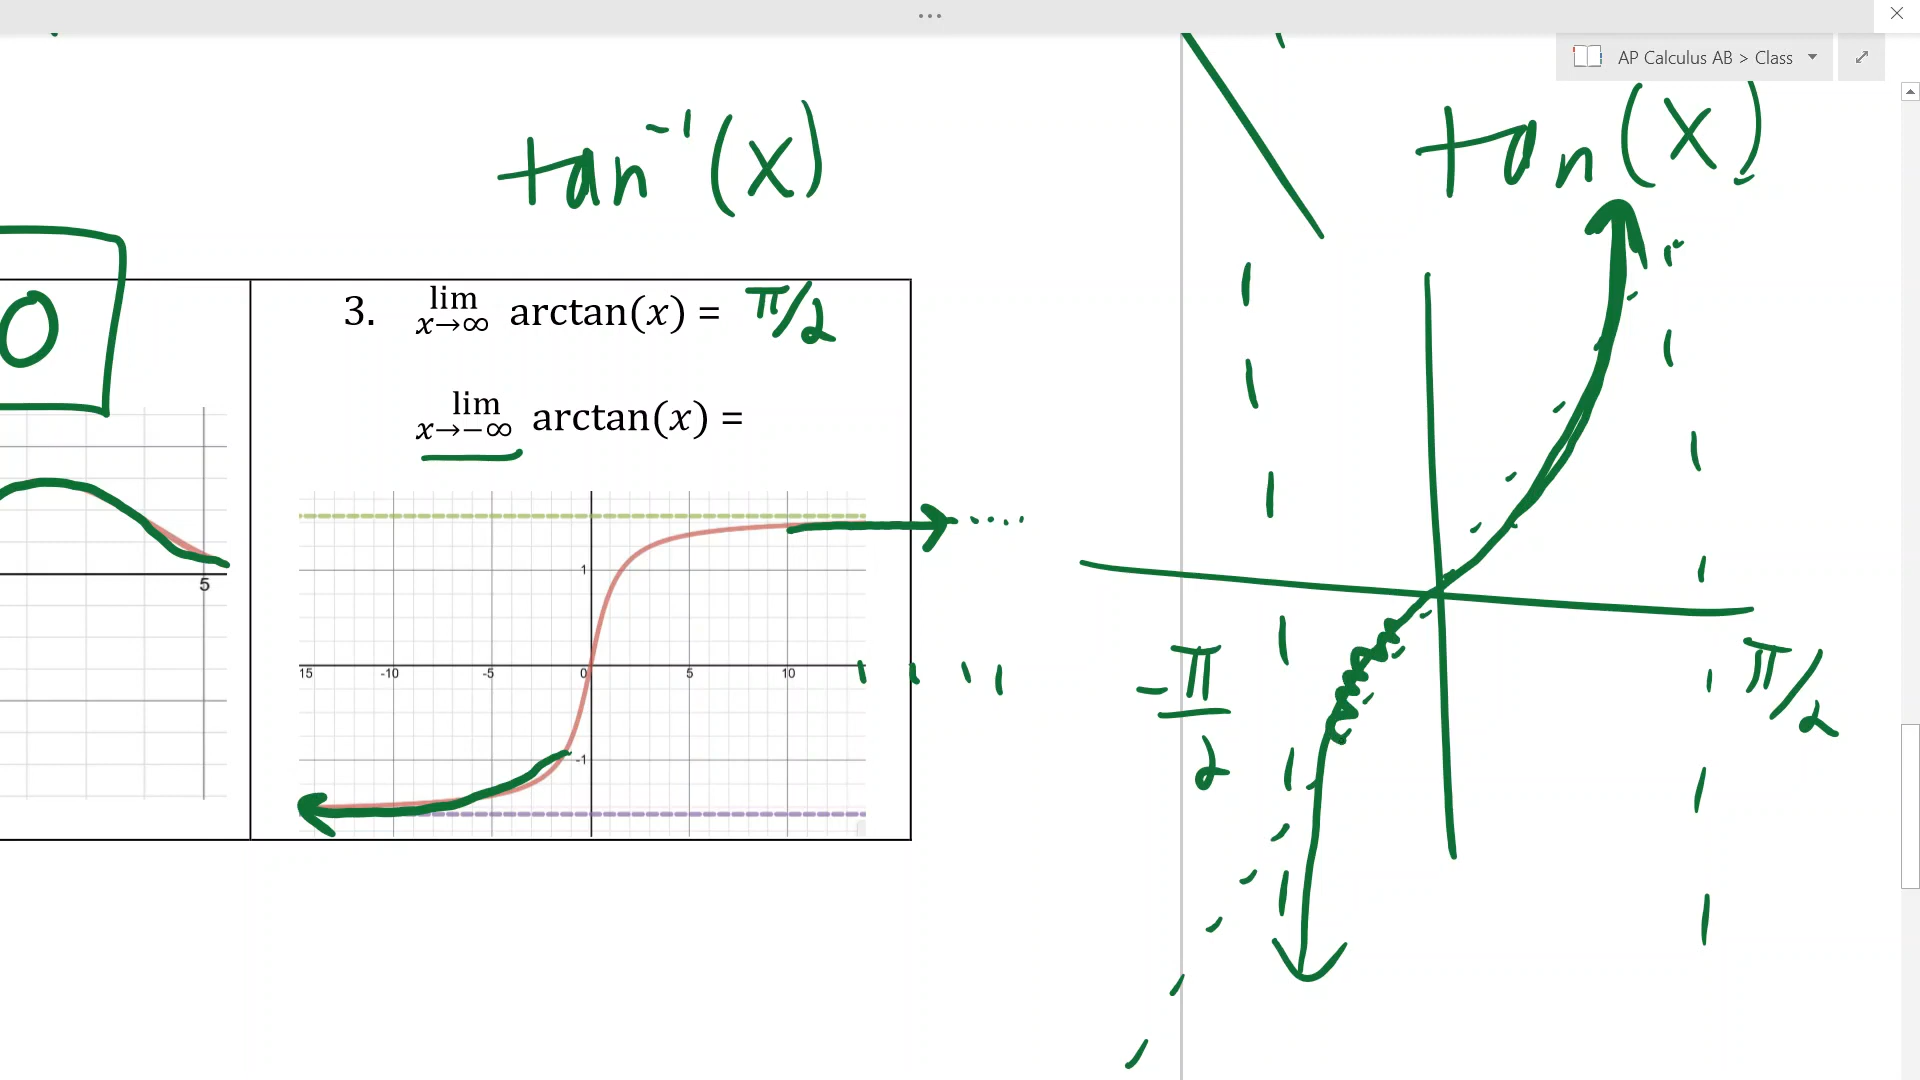 AP Calculus AB > Class
tan⁻¹(x)
tan(x)
0
3. lim x→∞ arctan(x) = π/2
lim x→−∞ arctan(x) =
5
1
15 -10 -5 0 5 10
-1
-π/2
π/2